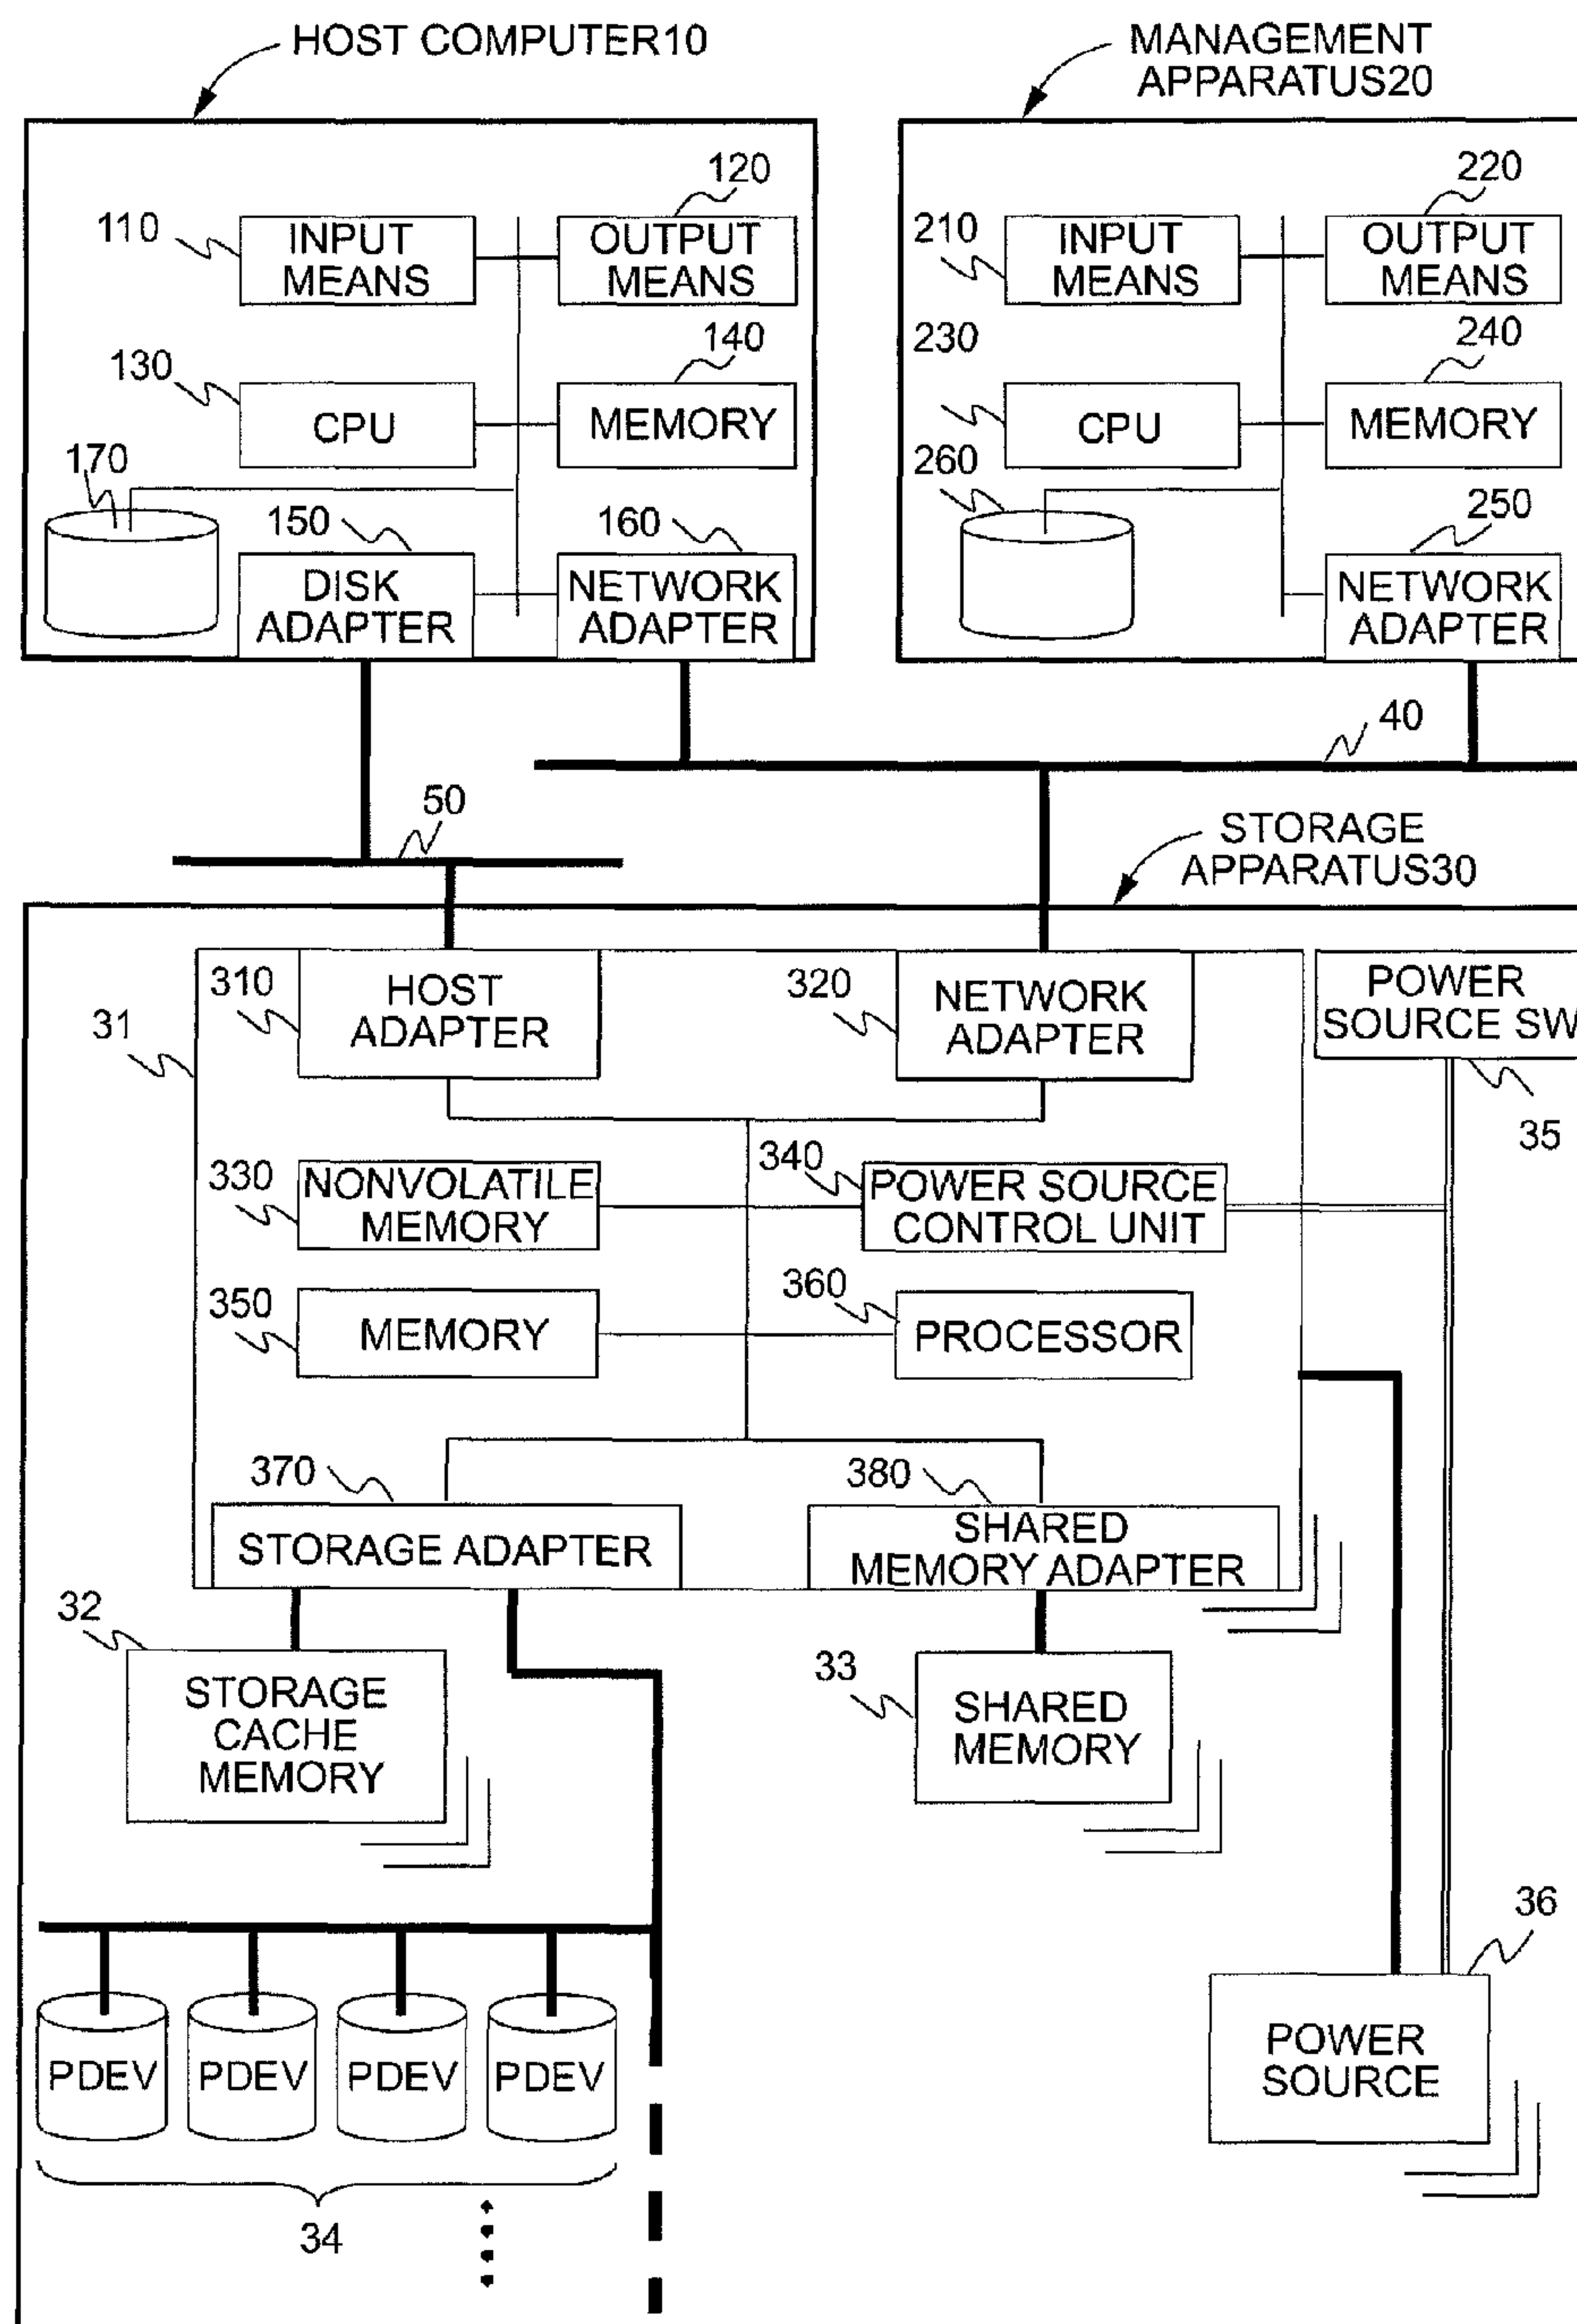 HOST COMPUTER10
MANAGEMENT
APPARATUS20
120
110
INPUT
MEANS
OUTPUT
MEANS
220
210
INPUT
MEANS
OUTPUT
MEANS
130
140
CPU
MEMORY
230
240
CPU
MEMORY
170
150
160
DISK
ADAPTER
NETWORK
ADAPTER
260
250
NETWORK
ADAPTER
40
50
STORAGE
APPARATUS30
31
310
HOST
ADAPTER
320
NETWORK
ADAPTER
POWER
SOURCE SW
35
330
NONVOLATILE
MEMORY
340
POWER SOURCE
CONTROL UNIT
350
MEMORY
360
PROCESSOR
370
STORAGE ADAPTER
380
SHARED
MEMORY ADAPTER
32
STORAGE
CACHE
MEMORY
33
SHARED
MEMORY
36
POWER
SOURCE
PDEV
PDEV
PDEV
PDEV
34